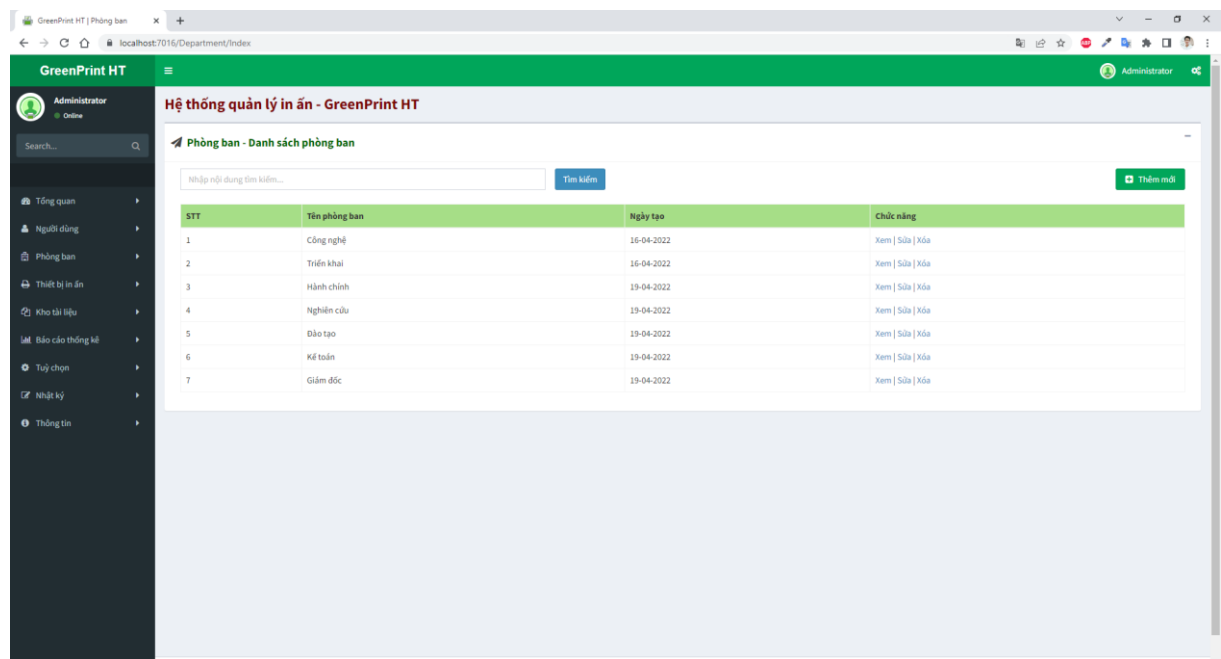 GreenPrint HT | Phòng ban
localhost:7016/Department/Index
GreenPrint HT
Administrator
Administrator
Online
Hệ thống quản lý in ấn - GreenPrint HT
Search...
Phòng ban - Danh sách phòng ban
Nhập nội dung tìm kiếm... Tìm kiếm Thêm mới
Tổng quan
Người dùng
Phòng ban
Thiết bị in ấn
Kho tài liệu
Báo cáo thống kê
Tuỳ chọn
Nhật ký
Thông tin
STT Tên phòng ban Ngày tạo Chức năng
1 Công nghệ 16-04-2022 Xem | Sửa | Xóa
2 Triển khai 16-04-2022 Xem | Sửa | Xóa
3 Hành chính 19-04-2022 Xem | Sửa | Xóa
4 Nghiên cứu 19-04-2022 Xem | Sửa | Xóa
5 Đào tạo 19-04-2022 Xem | Sửa | Xóa
6 Kế toán 19-04-2022 Xem | Sửa | Xóa
7 Giám đốc 19-04-2022 Xem | Sửa | Xóa